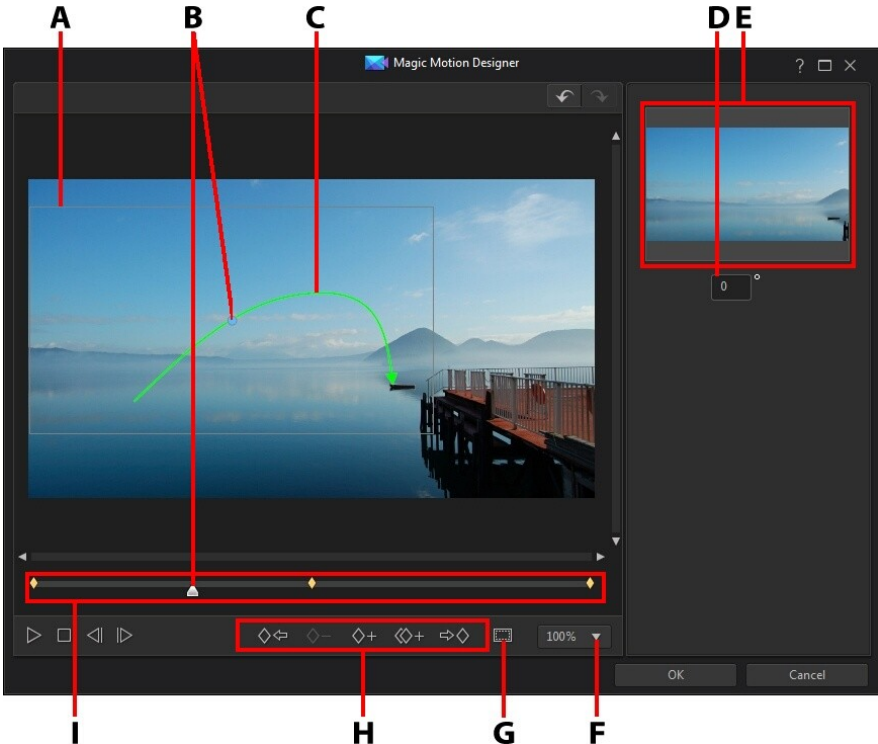 A B C D E
Magic Motion Designer ?
0 °
100%
OK Cancel
I H G F